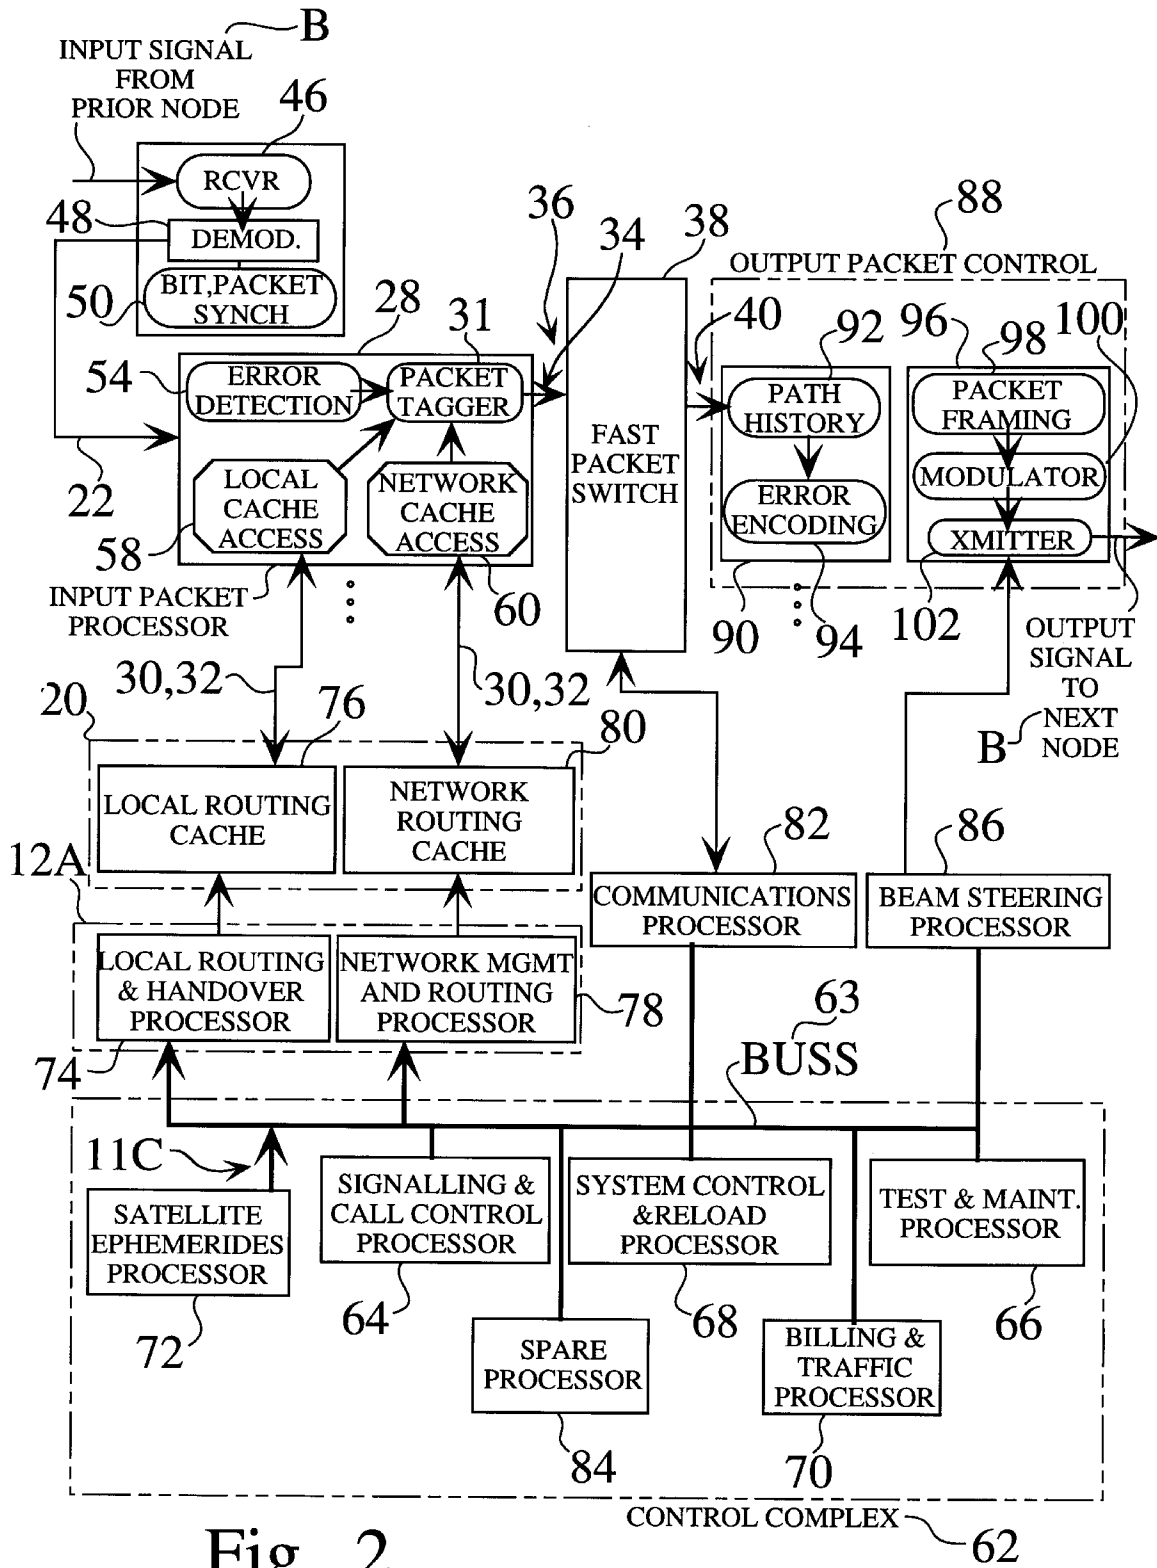 B
INPUT SIGNAL
FROM
PRIOR NODE
46
RCVR
48
DEMOD.
50
BIT,PACKET
SYNCH
28
31
54
ERROR
DETECTION
PACKET
TAGGER
22
LOCAL
CACHE
ACCESS
NETWORK
CACHE
ACCESS
58
60
INPUT PACKET
PROCESSOR
36
34
38
FAST
PACKET
SWITCH
40
88
OUTPUT PACKET CONTROL
92
96
98
100
PATH
HISTORY
ERROR
ENCODING
PACKET
FRAMING
MODULATOR
XMITTER
90
94
102
OUTPUT
SIGNAL
TO
NEXT
NODE
B
30,32
30,32
20
76
80
LOCAL ROUTING
CACHE
NETWORK
ROUTING
CACHE
12A
82
86
COMMUNICATIONS
PROCESSOR
BEAM STEERING
PROCESSOR
LOCAL ROUTING
& HANDOVER
PROCESSOR
NETWORK MGMT
AND ROUTING
PROCESSOR
78
74
63
BUSS
11C
SATELLITE
EPHEMERIDES
PROCESSOR
SIGNALLING &
CALL CONTROL
PROCESSOR
SYSTEM CONTROL
&RELOAD
PROCESSOR
TEST & MAINT.
PROCESSOR
72
64
68
66
SPARE
PROCESSOR
BILLING &
TRAFFIC
PROCESSOR
84
70
CONTROL COMPLEX
62
Fig. 2